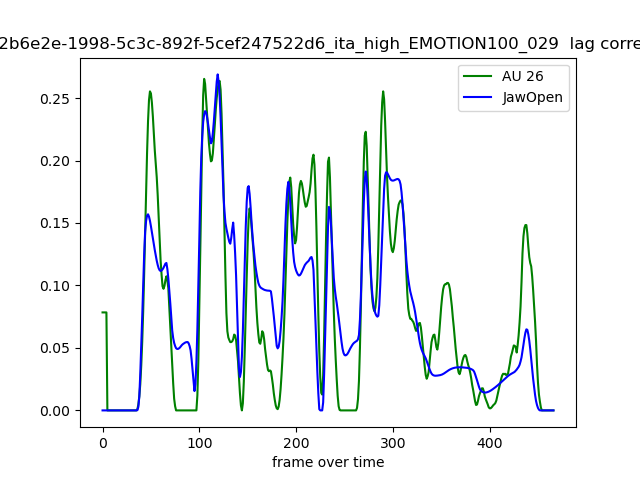 2b6e2e-1998-5c3c-892f-5cef247522d6_ita_high_EMOTION100_029 lag corre
AU 26
JawOpen
0.25
0.20
0.15
0.10
0.05
0.00
0 100 200 300 400
frame over time